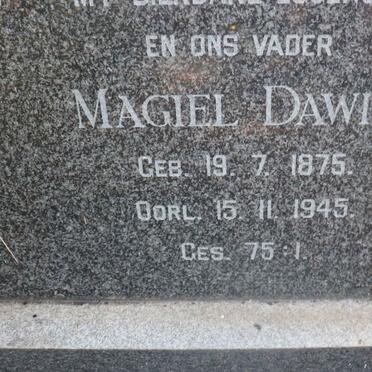 EN ONS VADER
MAGIEL DAWI
GEB. 19. 7. 1875.
OORL. 15. 11. 1945.
GES. 75:1.